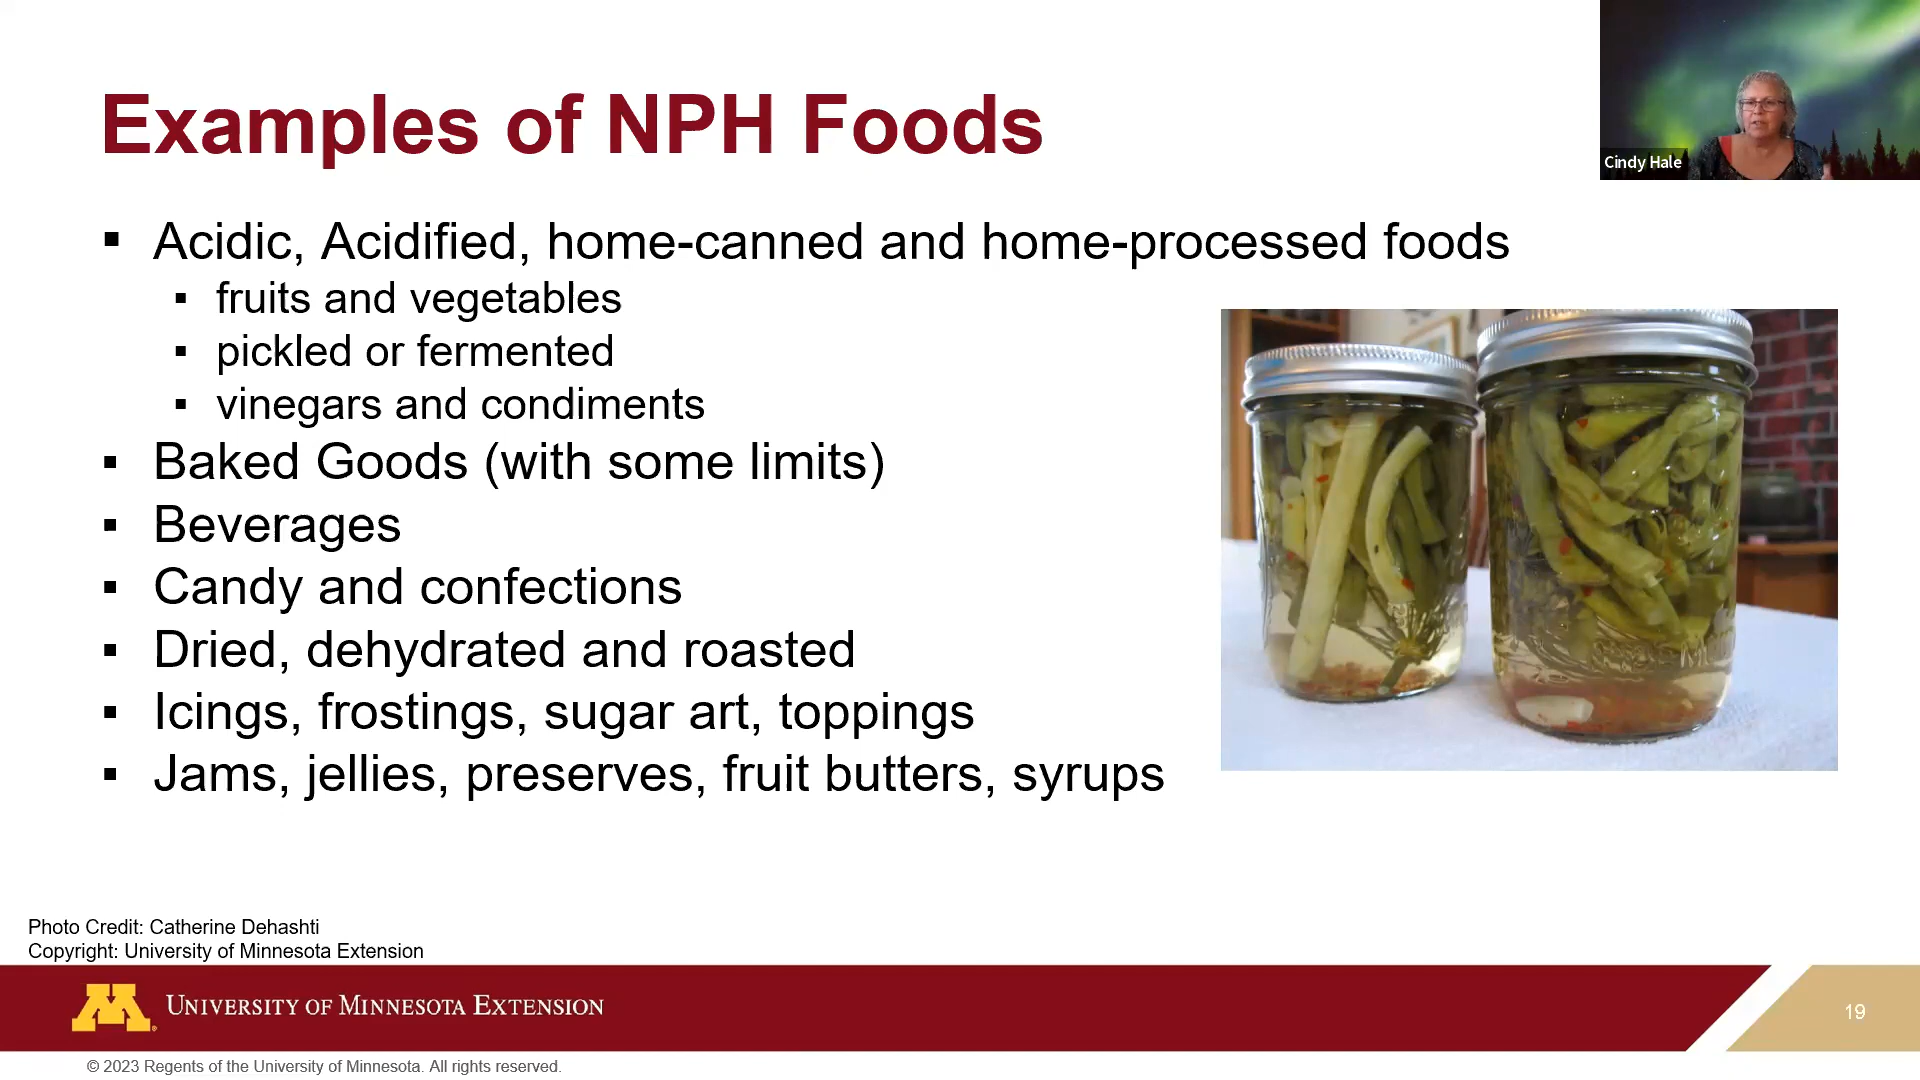 Examples of NPH Foods
Cindy Hale
▪ Acidic, Acidified, home-canned and home-processed foods
▪ fruits and vegetables
▪ pickled or fermented
▪ vinegars and condiments
▪ Baked Goods (with some limits)
▪ Beverages
▪ Candy and confections
▪ Dried, dehydrated and roasted
▪ Icings, frostings, sugar art, toppings
▪ Jams, jellies, preserves, fruit butters, syrups
Photo Credit: Catherine Dehashti
Copyright: University of Minnesota Extension
M®
University of Minnesota Extension
19
© 2023 Regents of the University of Minnesota. All rights reserved.